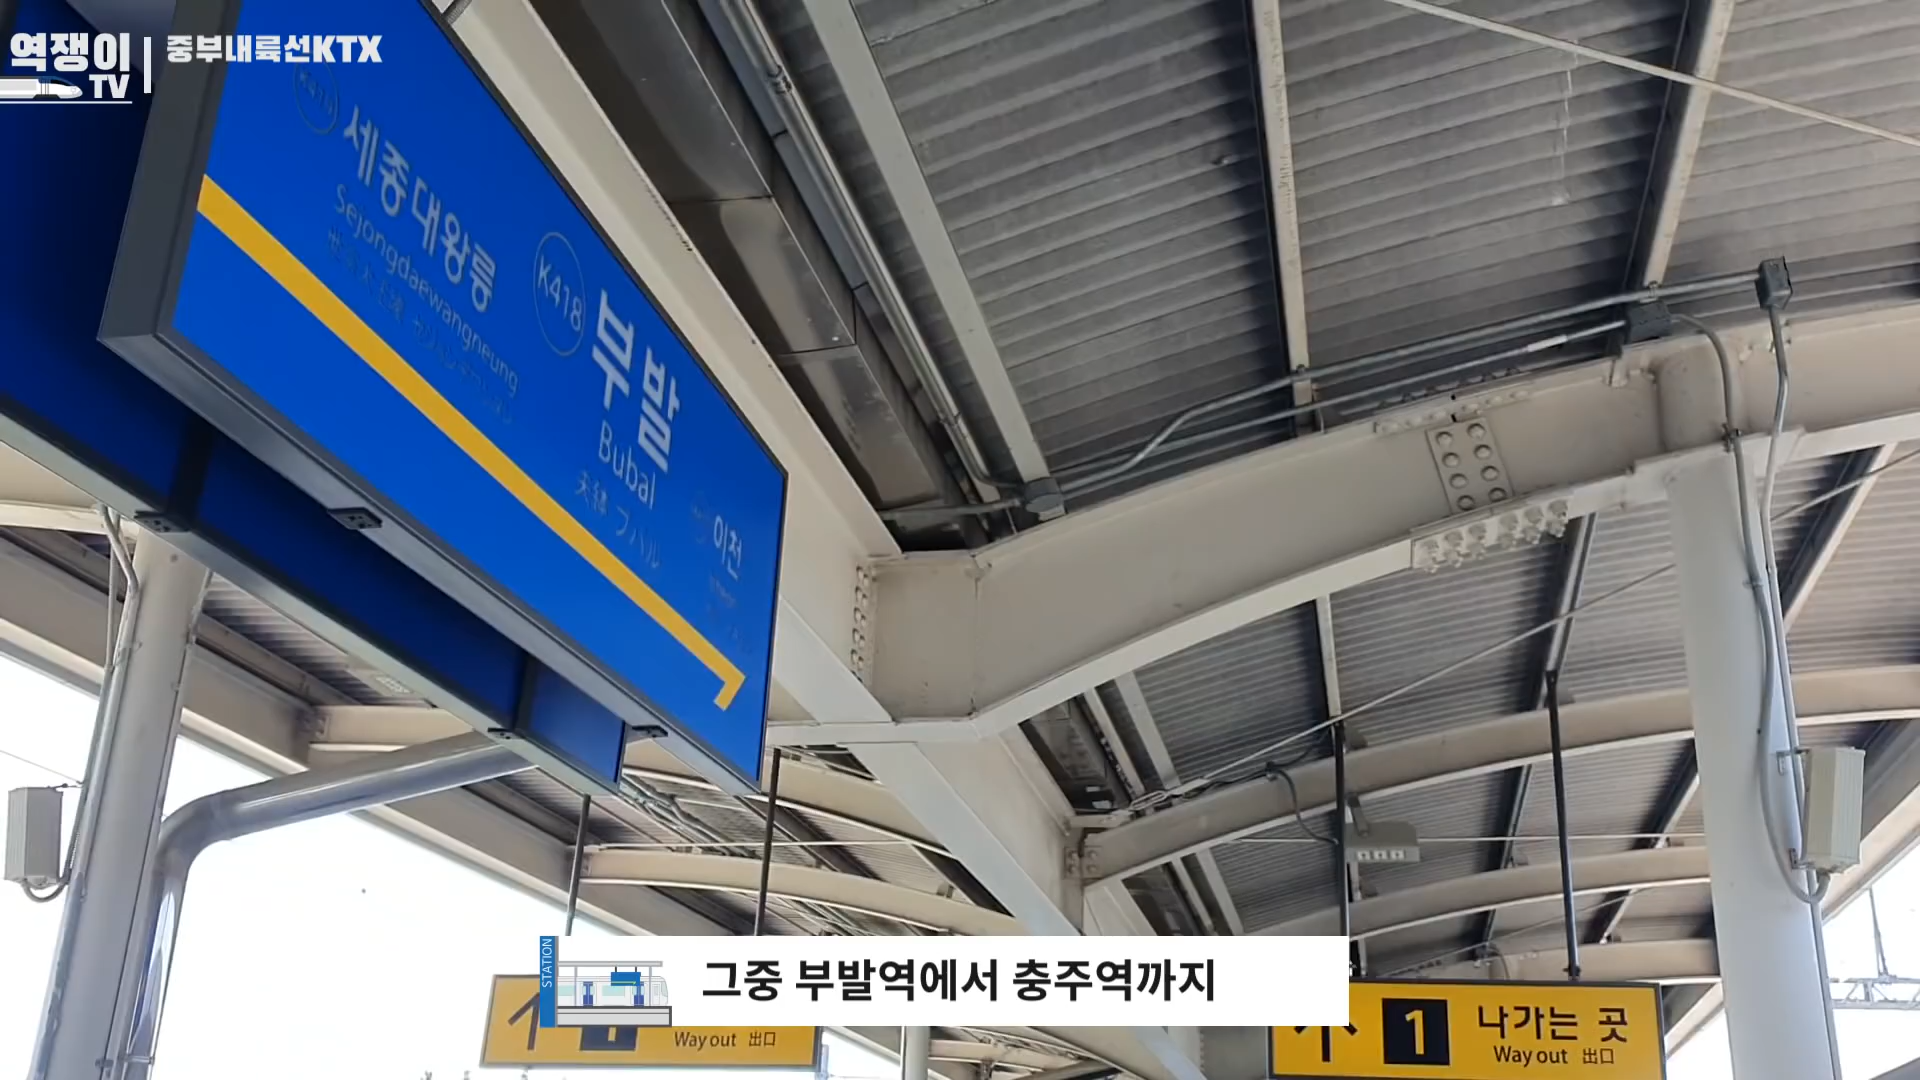 역쟁이
TV
중부내륙선KTX
세종대왕릉
Sejongdaewangneung
K418
부발
Bubal
夫鉢 プバル
이천
STATION
그중 부발역에서 충주역까지
Way out 出口
1
나가는 곳
Way out 出口